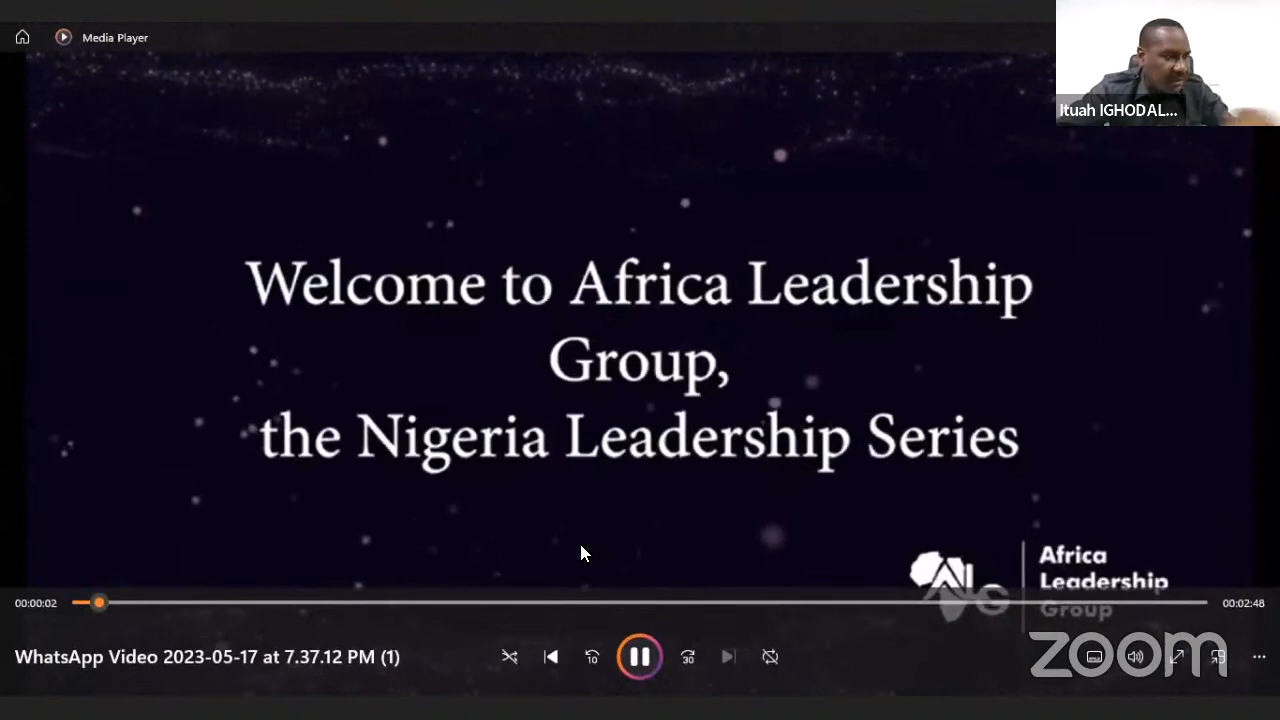 Media Player
Ituah IGHODAL...
Welcome to Africa Leadership
Group,
the Nigeria Leadership Series
ALG
Africa
Leadership
Group
00:00:02
00:02:48
WhatsApp Video 2023-05-17 at 7.37.12 PM (1)
10
30
zoom